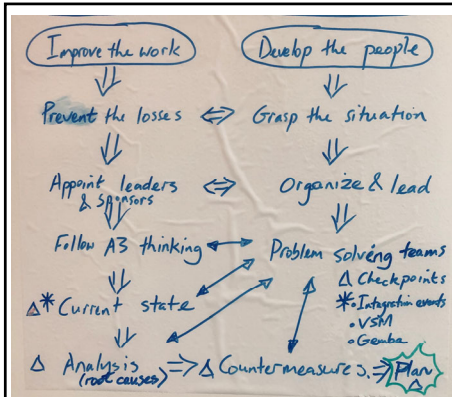 Improve the work
Develop the people
Prevent the losses ⇔ Grasp the situation
Appoint leaders ⇔ Organize & lead
& Sponsors
Follow A3 thinking ↔ Problem solving teams
△ Checkpoints
△* Current state
*• Integration events
• VSM
• Gemba
△ Analysis ⇒ △ Countermeasures ⇒ Plan
(root causes)
△